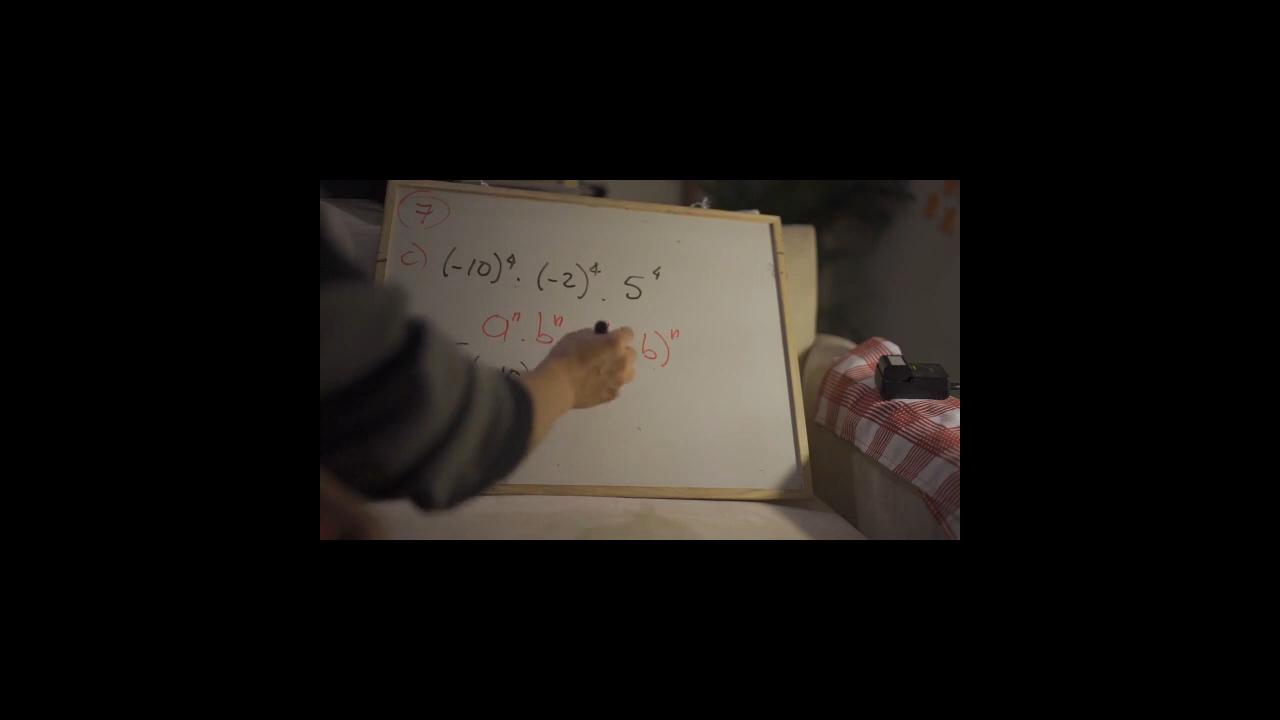 7
c) (-10)⁴ . (-2)⁴ . 5⁴
aⁿ . bⁿ b)ⁿ